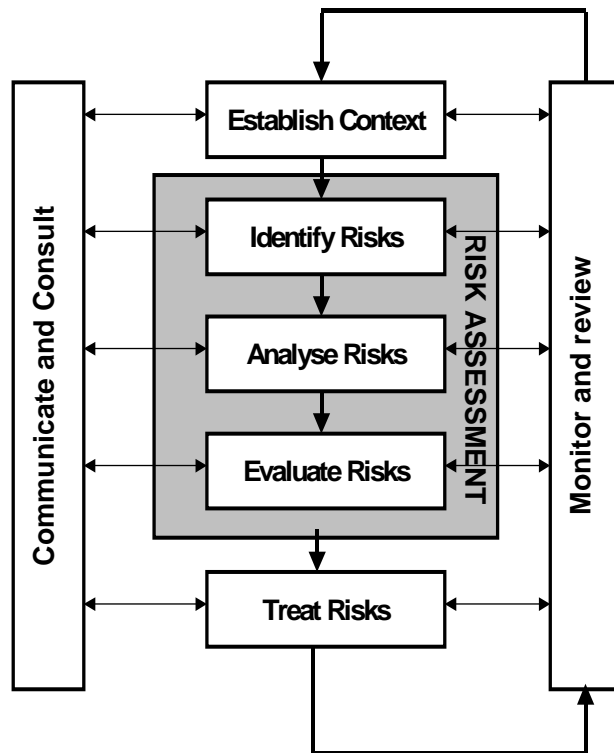 Establish Context
Communicate and Consult
Identify Risks
RISK ASSESSMENT
Analyse Risks
Monitor and review
Evaluate Risks
Treat Risks